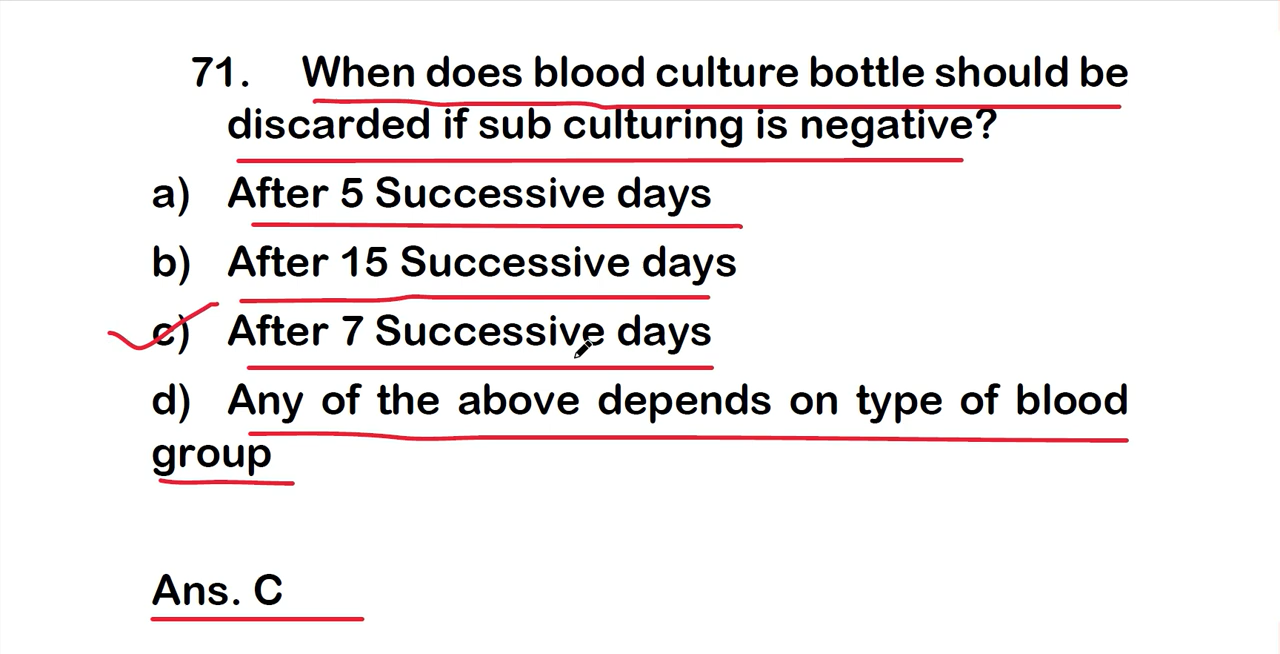 71. When does blood culture bottle should be
discarded if sub culturing is negative?
a) After 5 Successive days
b) After 15 Successive days
c) After 7 Successive days
d) Any of the above depends on type of blood
group
Ans. C